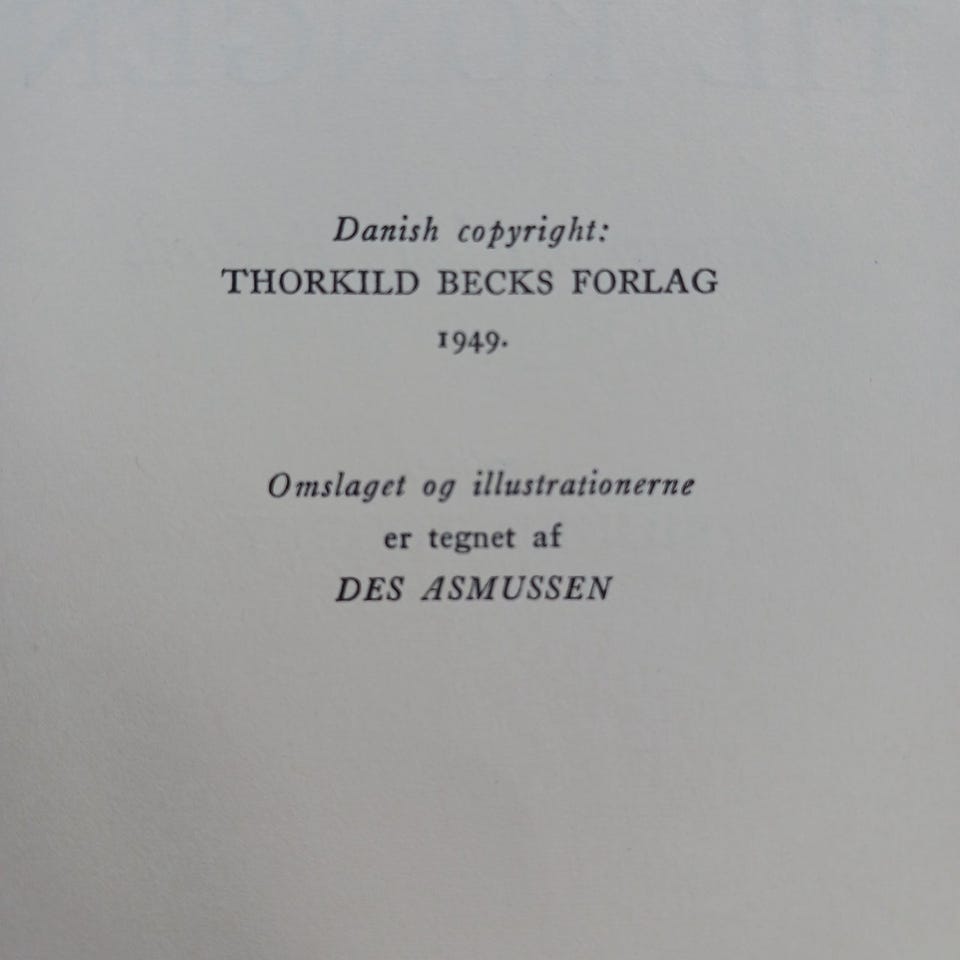 Danish copyright:
THORKILD BECKS FORLAG
1949.
Omslaget og illustrationerne
er tegnet af
DES ASMUSSEN